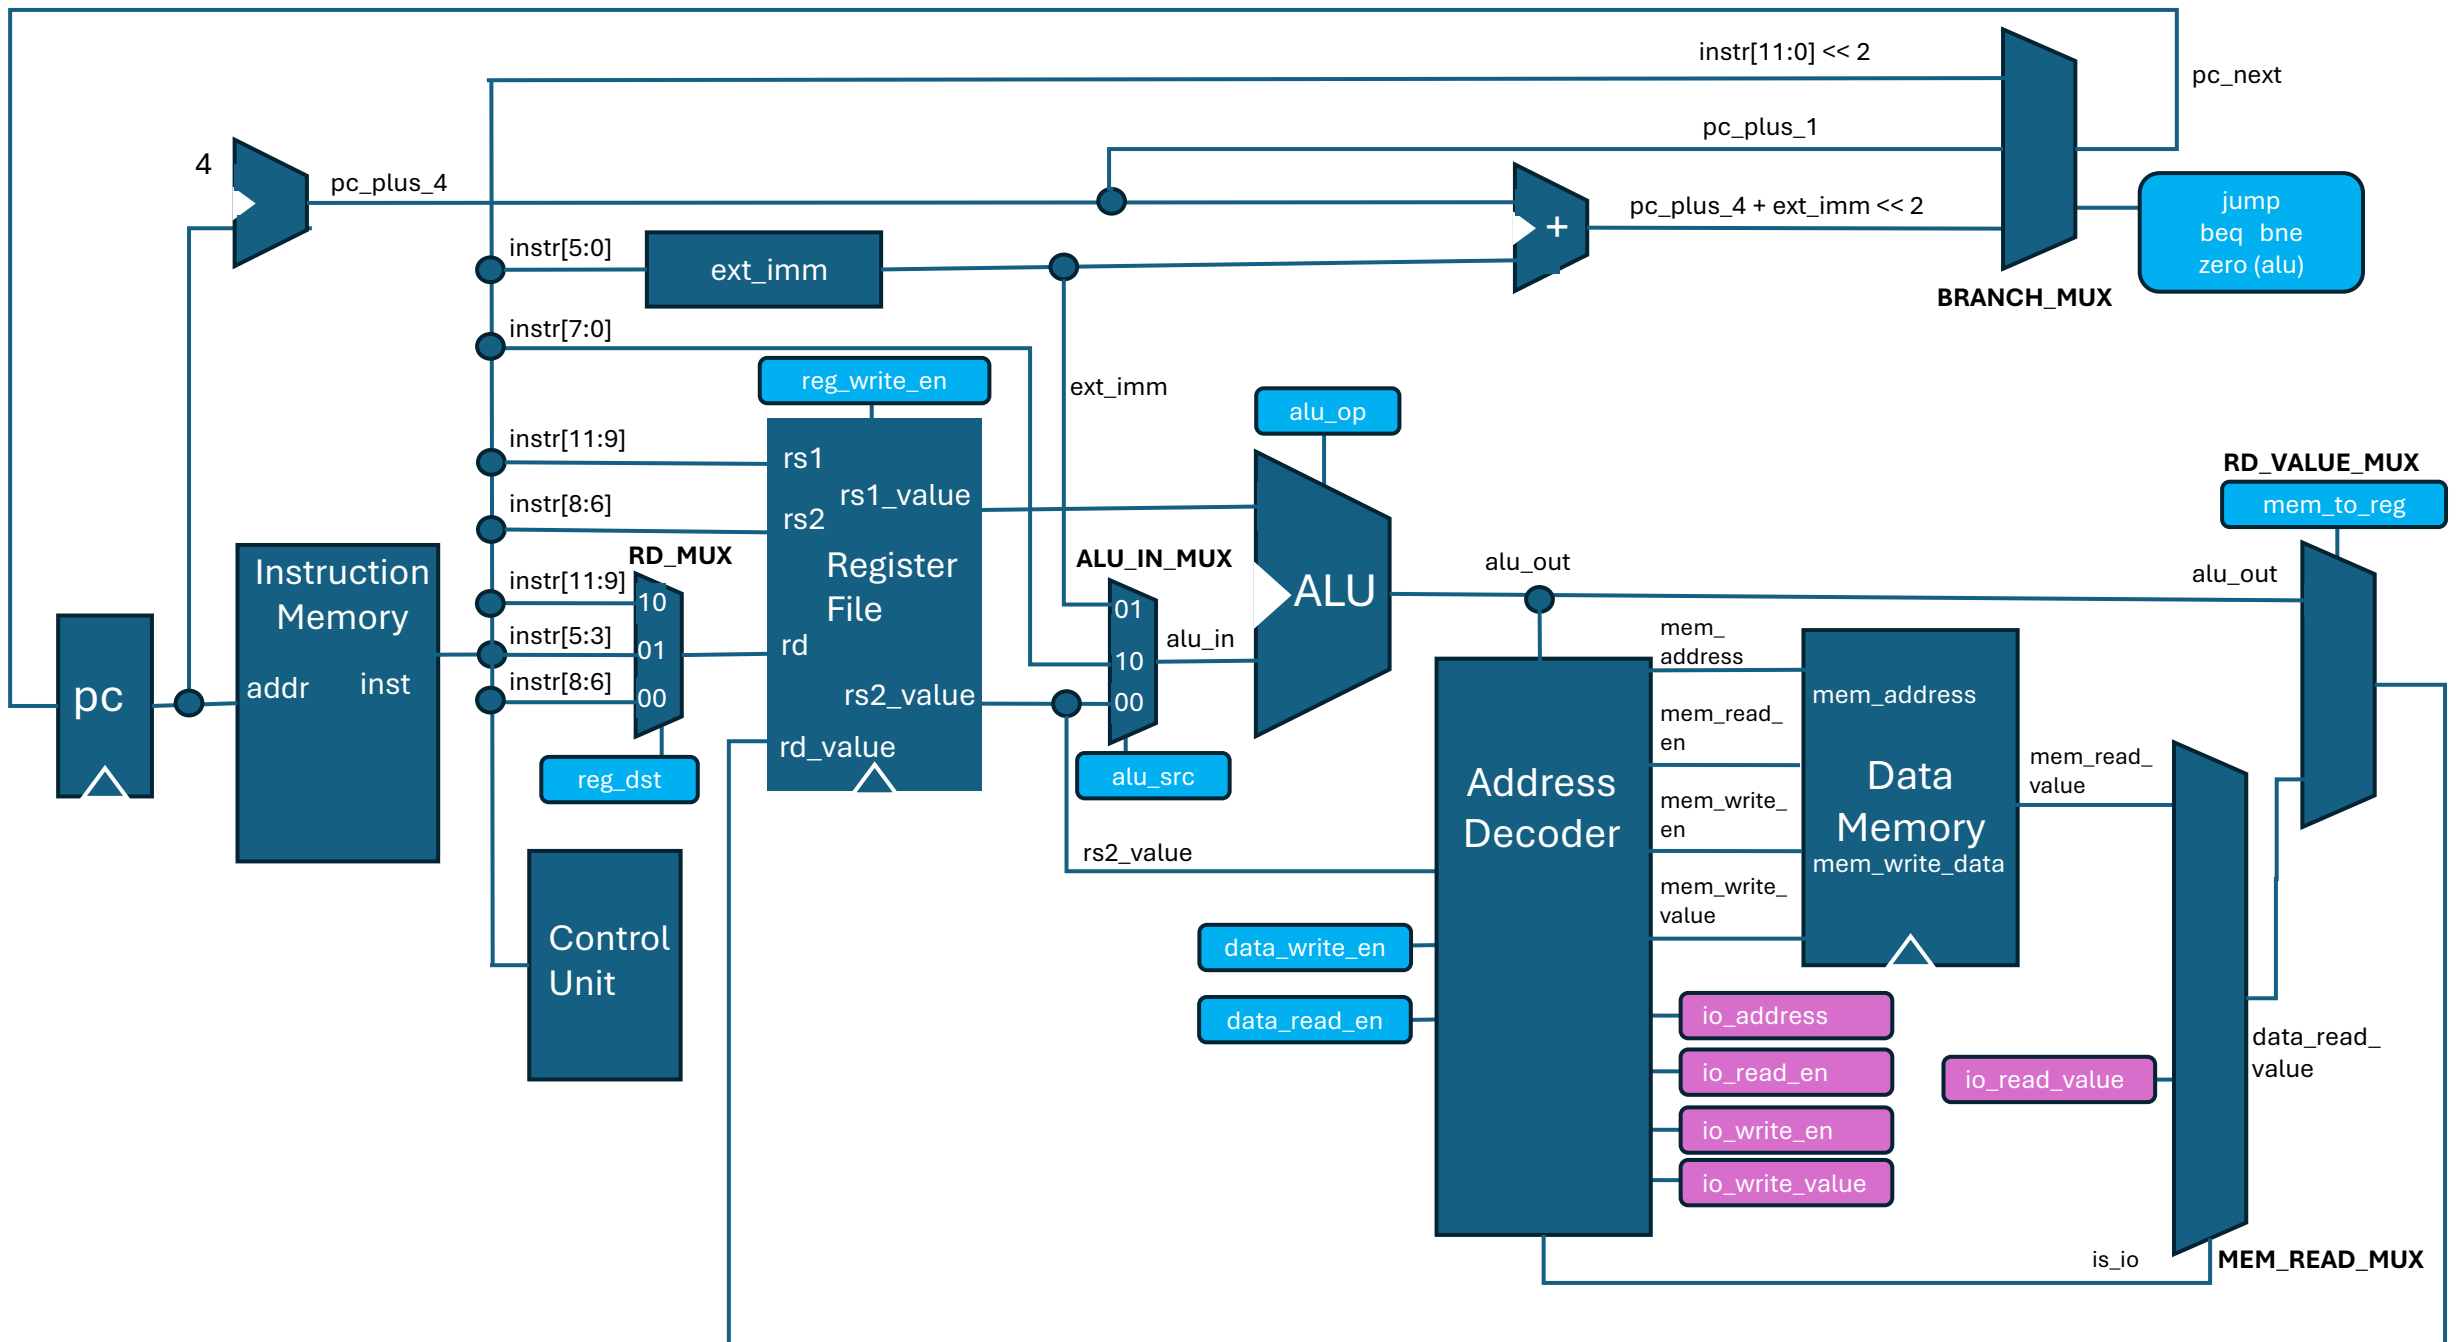 instr[11:0] << 2
pc_next
pc_plus_1
4
pc_plus_4
pc_plus_4 + ext_imm << 2
+
jump
beq bne
zero (alu)
BRANCH_MUX
instr[5:0]
ext_imm
instr[7:0]
reg_write_en
ext_imm
alu_op
instr[11:9]
rs1
rs1_value
instr[8:6]
rs2
RD_VALUE_MUX
mem_to_reg
RD_MUX
Register
File
ALU_IN_MUX
alu_out
alu_out
Instruction
Memory
addr
inst
pc
instr[11:9]
10
instr[5:3]
01
instr[8:6]
00
rd
rs2_value
rd_value
reg_dst
01
10
00
alu_in
ALU
alu_src
mem_
address
mem_read_
en
mem_write_
en
mem_write_
value
mem_address
Data
Memory
mem_write_data
mem_read_
value
Address
Decoder
rs2_value
Control
Unit
data_write_en
data_read_en
io_address
io_read_en
io_write_en
io_write_value
io_read_value
data_read_
value
is_io
MEM_READ_MUX